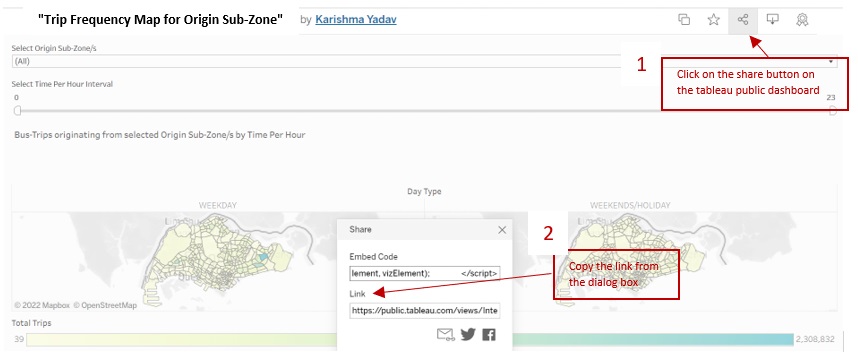 "Trip Frequency Map for Origin Sub-Zone" by Karishma Yadav
Select Origin Sub-Zone/s
(All)
1
Click on the share button on
the tableau public dashboard
Select Time Per Hour Interval
0
23
Bus-Trips originating from selected Origin Sub-Zone/s by Time Per Hour
Day Type
WEEKDAY
WEEKENDS/HOLIDAY
Share
2
Embed Code
lement, vizElement); </script>
Copy the link from
the dialog box
Link
https://public.tableau.com/views/Inte
© 2022 Mapbox © OpenStreetMap
Total Trips
39
2,308,832